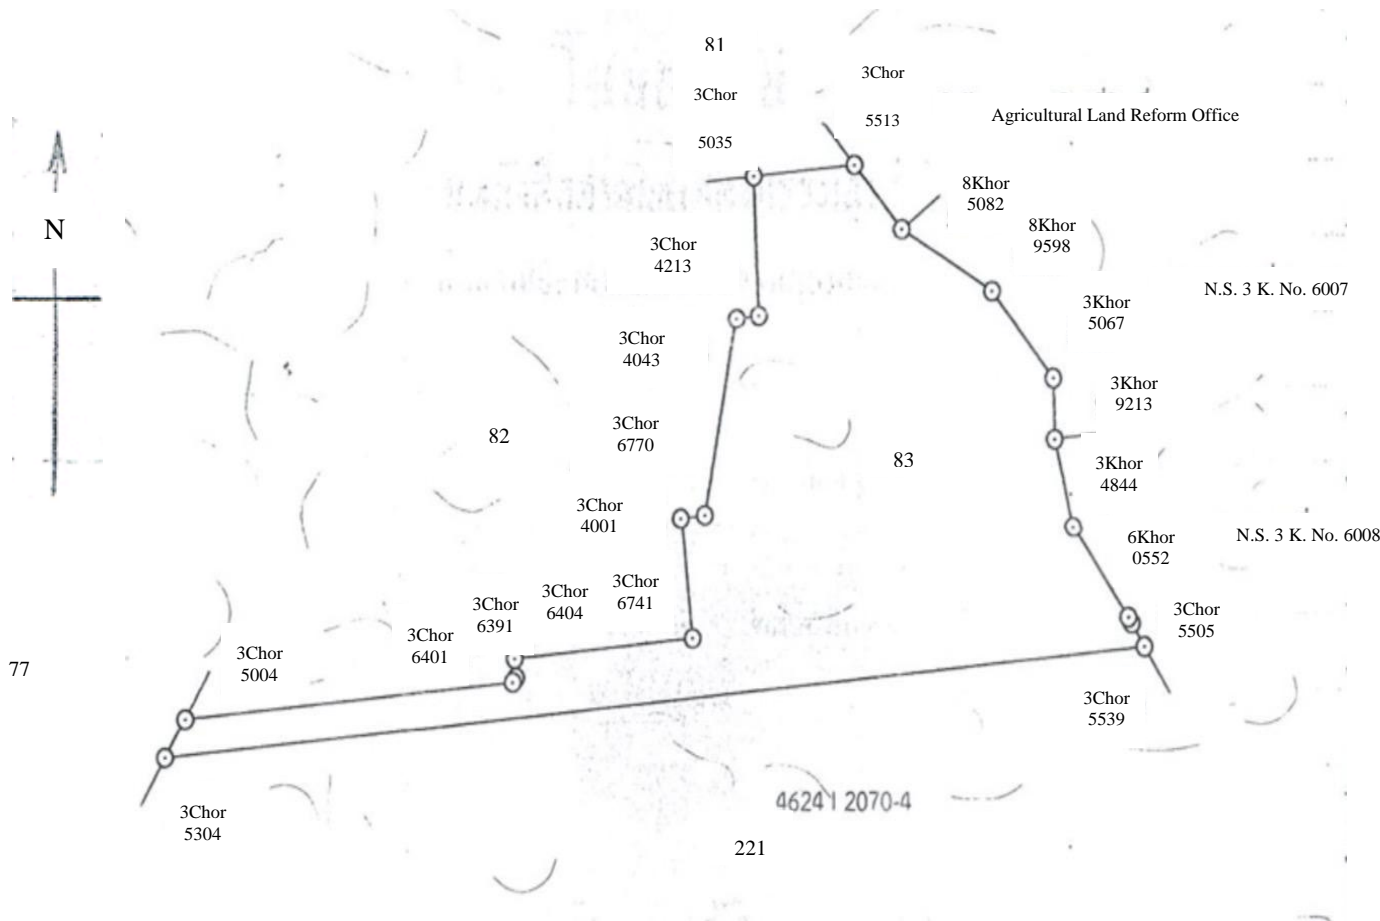 81
3Chor
5513
3Chor
5035
Agricultural Land Reform Office
8Khor
5082
8Khor
9598
N
3Chor
4213
N.S. 3 K. No. 6007
3Khor
5067
3Chor
4043
3Khor
9213
3Chor
6770
82
83
3Khor
4844
3Chor
4001
6Khor
0552
N.S. 3 K. No. 6008
3Chor
6741
3Chor
6404
3Chor
6391
3Chor
5505
3Chor
6401
3Chor
5004
77
3Chor
5539
4624 I 2070-4
3Chor
5304
221